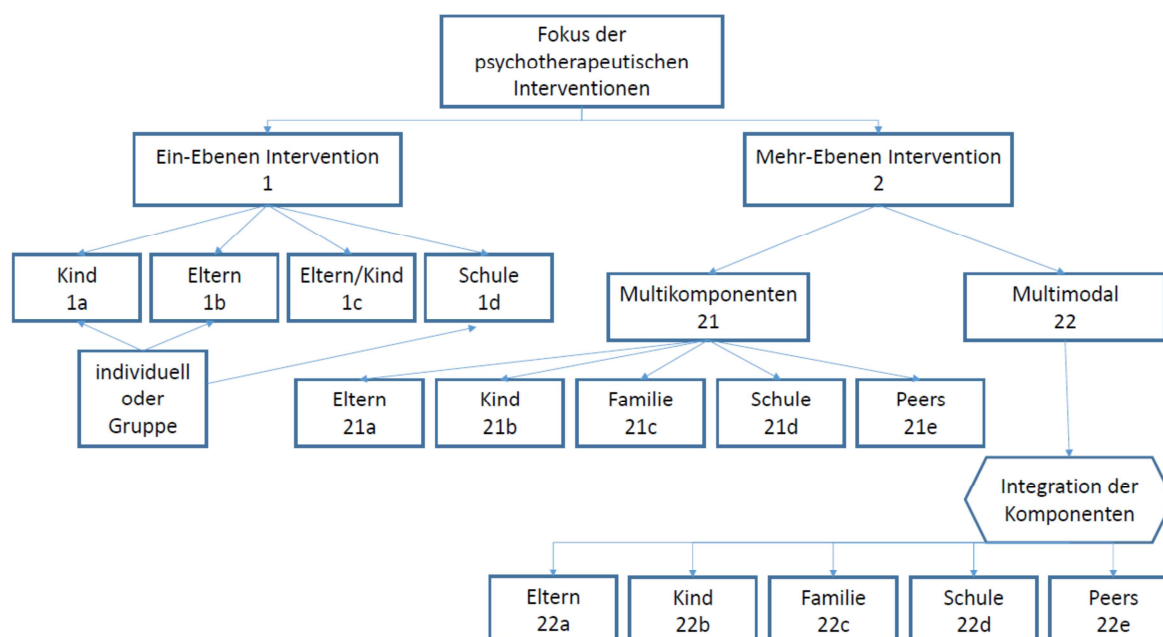 Fokus der
psychotherapeutischen
Interventionen
Ein-Ebenen Intervention
1
Mehr-Ebenen Intervention
2
Kind
1a
Eltern
1b
Eltern/Kind
1c
Schule
1d
Multikomponenten
21
Multimodal
22
individuell
oder
Gruppe
Eltern
21a
Kind
21b
Familie
21c
Schule
21d
Peers
21e
Integration der
Komponenten
Eltern
22a
Kind
22b
Familie
22c
Schule
22d
Peers
22e